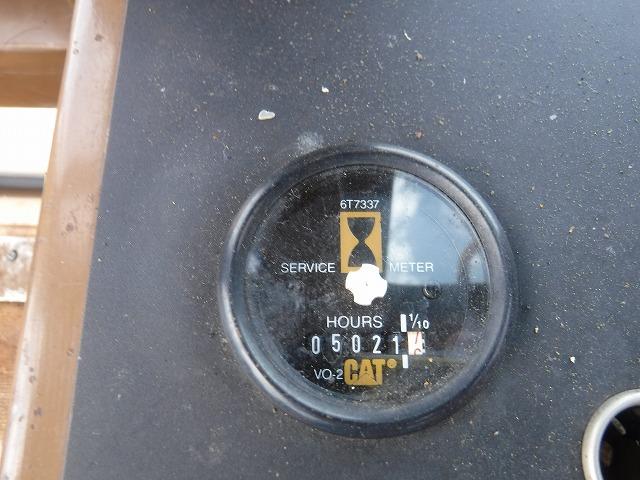 6T7337
SERVICE METER
HOURS 1/10
05021
VO-2 CAT